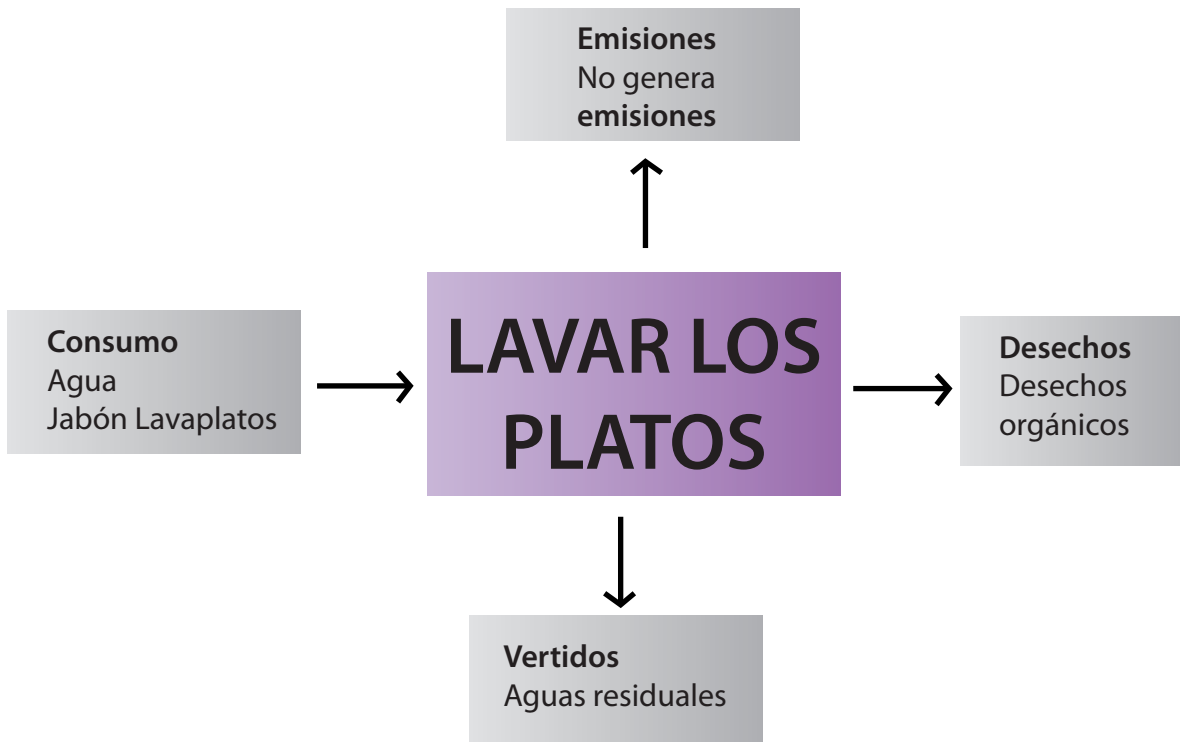 Emisiones
No genera
emisiones
Consumo
Agua
Jabón Lavaplatos
LAVAR LOS
PLATOS
Desechos
Desechos
orgánicos
Vertidos
Aguas residuales